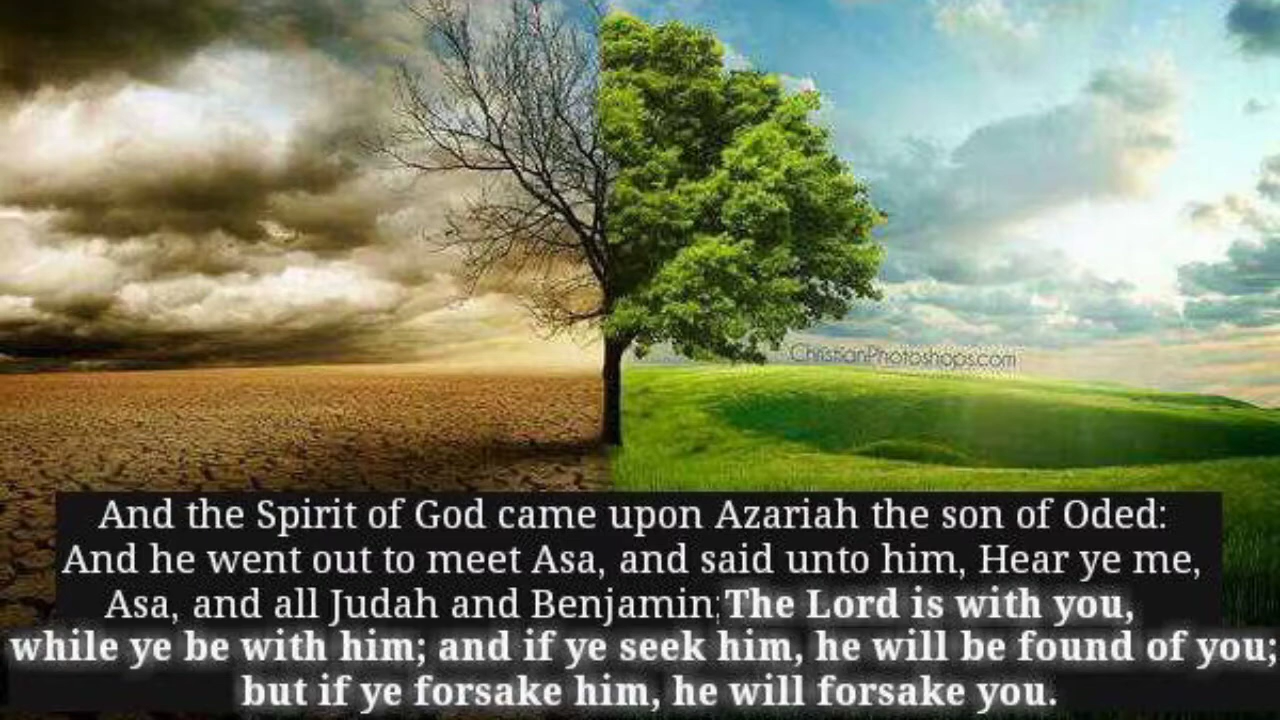 ChristianPhotoshops.com
And the Spirit of God came upon Azariah the son of Oded:
And he went out to meet Asa, and said unto him, Hear ye me,
Asa, and all Judah and Benjamin;The Lord is with you,
while ye be with him; and if ye seek him, he will be found of you;
but if ye forsake him, he will forsake you.